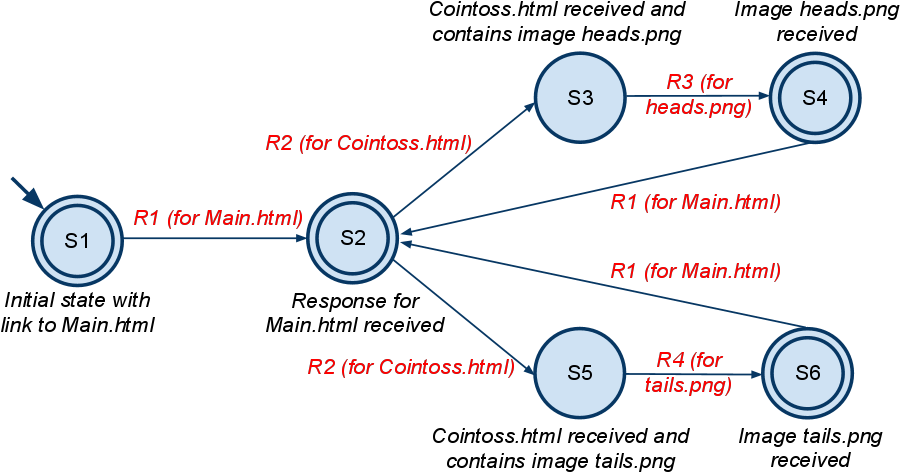 Cointoss.html received and
contains image heads.png
Image heads.png
received
S3
R3 (for
heads.png)
S4
R2 (for Cointoss.html)
R1 (for Main.html)
R1 (for Main.html)
S1
S2
Initial state with
link to Main.html
Response for
Main.html received
R1 (for Main.html)
R2 (for Cointoss.html)
S5
R4 (for
tails.png)
S6
Cointoss.html received and
contains image tails.png
Image tails.png
received